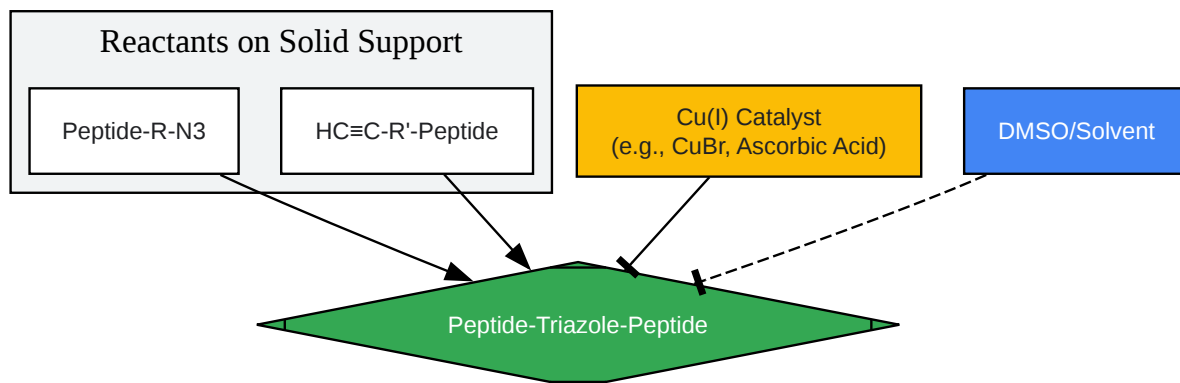 Reactants on Solid Support
Peptide-R-N3
HC≡C-R'-Peptide
Cu(I) Catalyst
(e.g., CuBr, Ascorbic Acid)
DMSO/Solvent
Peptide-Triazole-Peptide